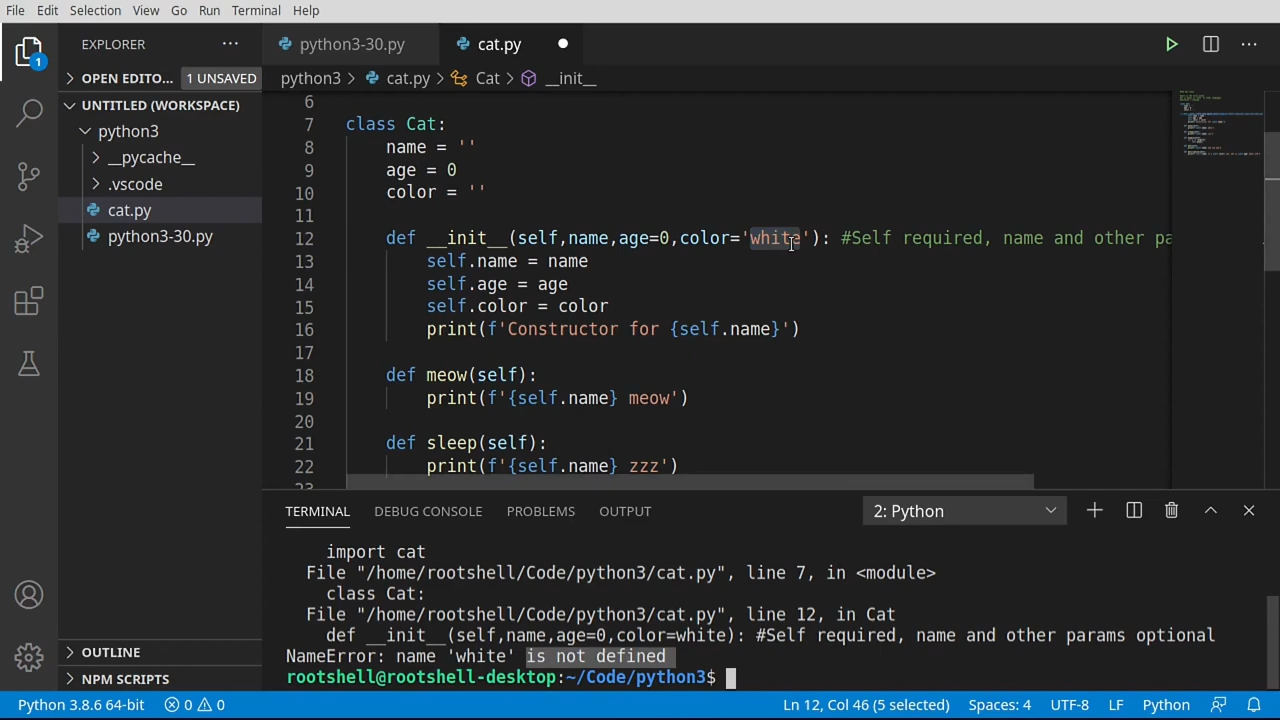 File Edit Selection View Go Run Terminal Help
EXPLORER ···
python3-30.py
cat.py
1
OPEN EDITO... 1 UNSAVED
python3 > cat.py > Cat > __init__
UNTITLED (WORKSPACE)
python3
__pycache__
.vscode
cat.py
python3-30.py
6
7 class Cat:
8 name = ''
9 age = 0
10 color = ''
11
12 def __init__(self,name,age=0,color='white'): #Self required, name and other pa
13 self.name = name
14 self.age = age
15 self.color = color
16 print(f'Constructor for {self.name}')
17
18 def meow(self):
19 print(f'{self.name} meow')
20
21 def sleep(self):
22 print(f'{self.name} zzz')
23
TERMINAL DEBUG CONSOLE PROBLEMS OUTPUT 2: Python
import cat
File "/home/rootshell/Code/python3/cat.py", line 7, in <module>
class Cat:
File "/home/rootshell/Code/python3/cat.py", line 12, in Cat
def __init__(self,name,age=0,color=white): #Self required, name and other params optional
NameError: name 'white' is not defined
rootshell@rootshell-desktop:~/Code/python3$
OUTLINE
NPM SCRIPTS
Python 3.8.6 64-bit 0 0 Ln 12, Col 46 (5 selected) Spaces: 4 UTF-8 LF Python